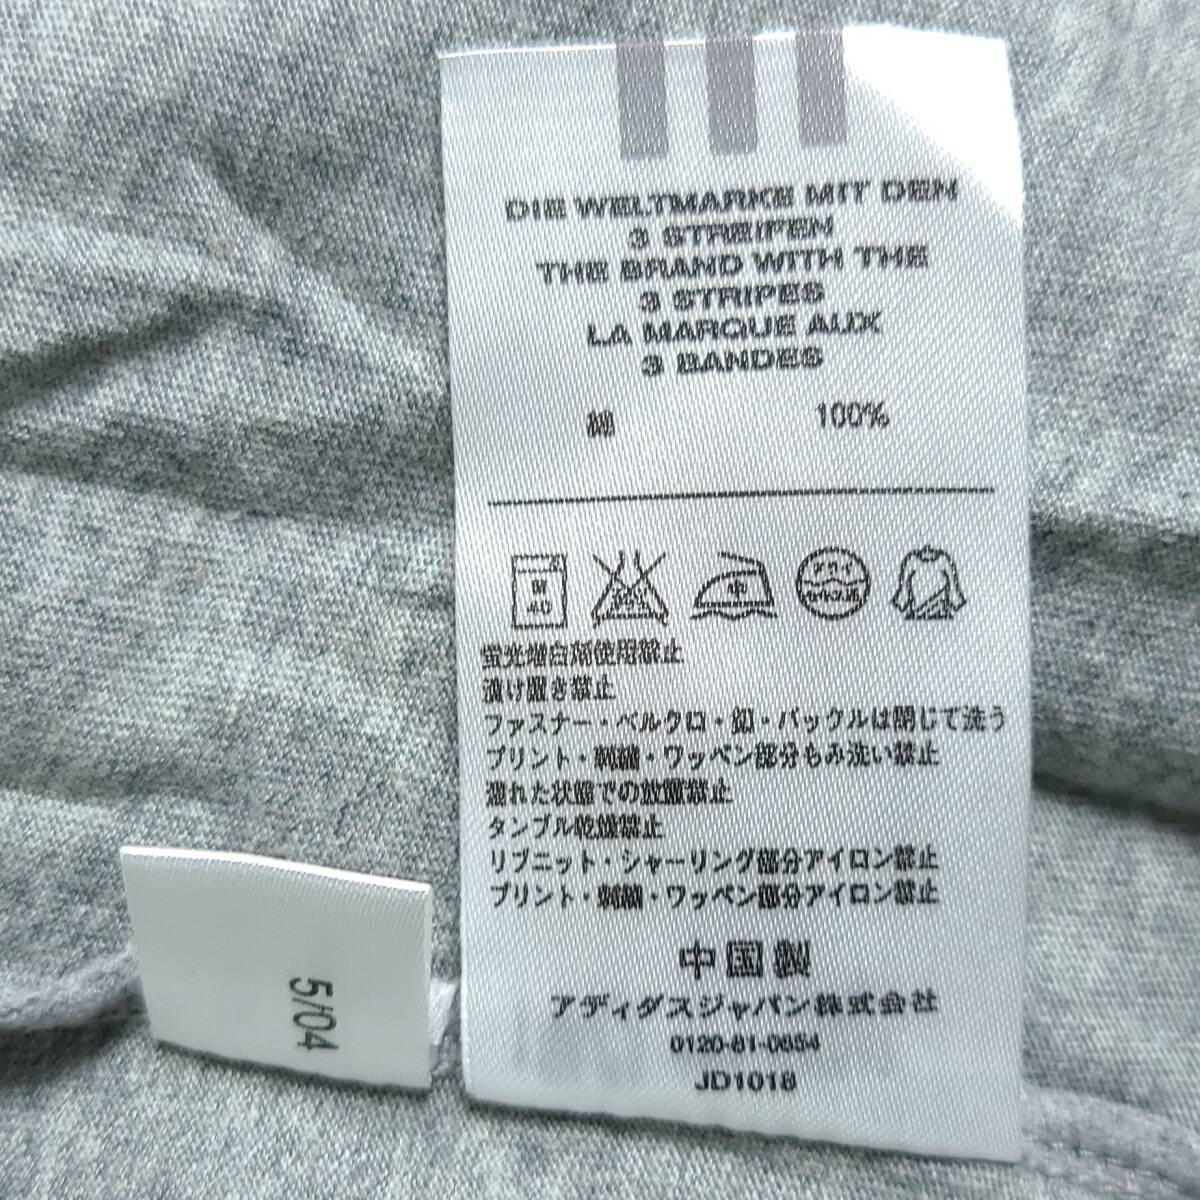 DIE WELTMARKE MIT DEN
3 STREIFEN
THE BRAND WITH THE
3 STRIPES
LA MARQUE AUX
3 BANDES
綿 100%
40 中 ドライ
蛍光増白剤使用禁止
漬け置き禁止
ファスナー・ベルクロ・釦・バックルは閉じて洗う
プリント・刺繍・ワッペン部分もみ洗い禁止
濡れた状態での放置禁止
タンブル乾燥禁止
リブニット・シャーリング部分アイロン禁止
プリント・刺繍・ワッペン部分アイロン禁止
中国製
アディダスジャパン株式会社
0120-81-0654
JD1018
5/04